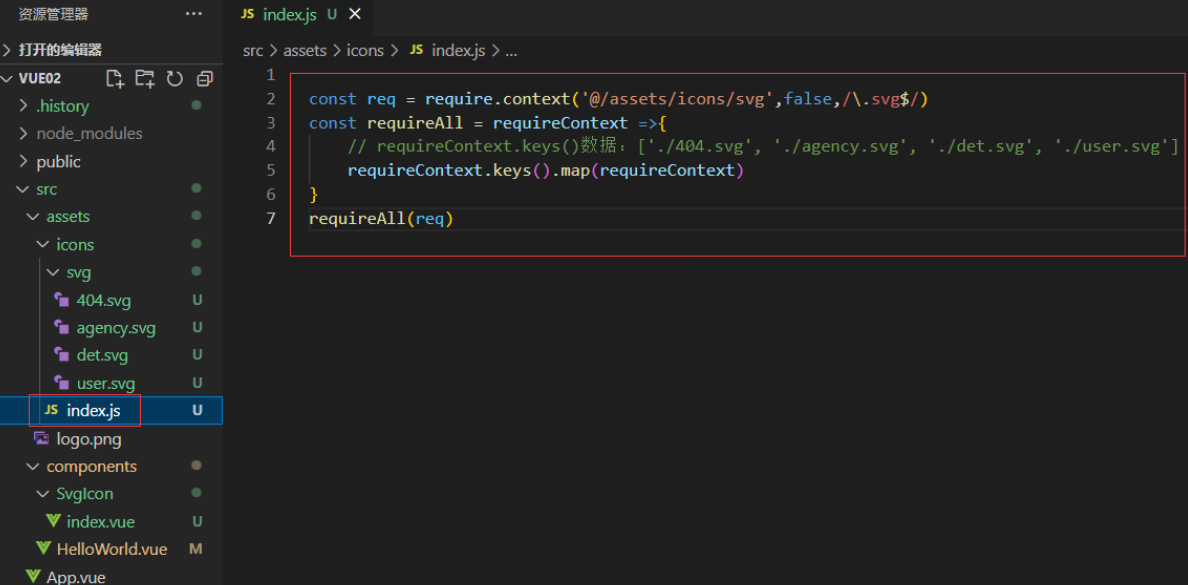 资源管理器
···
打开的编辑器
VUE02
.history
node_modules
public
src
assets
icons
svg
404.svg U
agency.svg U
det.svg U
user.svg U
JS index.js U
logo.png
components
SvgIcon
index.vue U
HelloWorld.vue M
App.vue
JS index.js U
src > assets > icons > JS index.js > ...
1
2 const req = require.context('@/assets/icons/svg',false,/\.svg$/)
3 const requireAll = requireContext =>{
4 // requireContext.keys()数据：['./404.svg', './agency.svg', './det.svg', './user.svg']
5 requireContext.keys().map(requireContext)
6 }
7 requireAll(req)